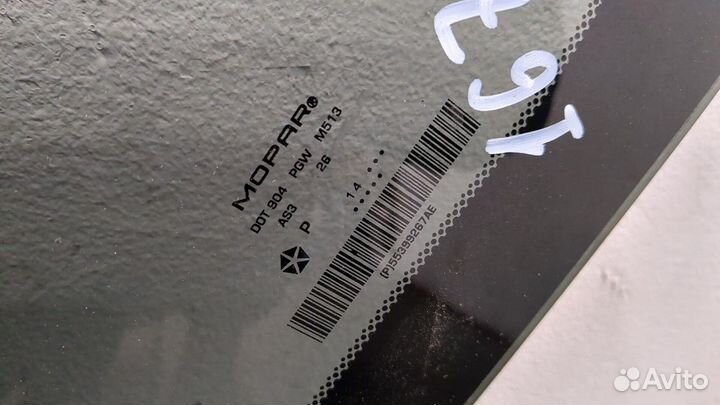 MOPAR®
DOT 904 PGW M513
AS3 26
P 14
(P)55399267AE
Avito